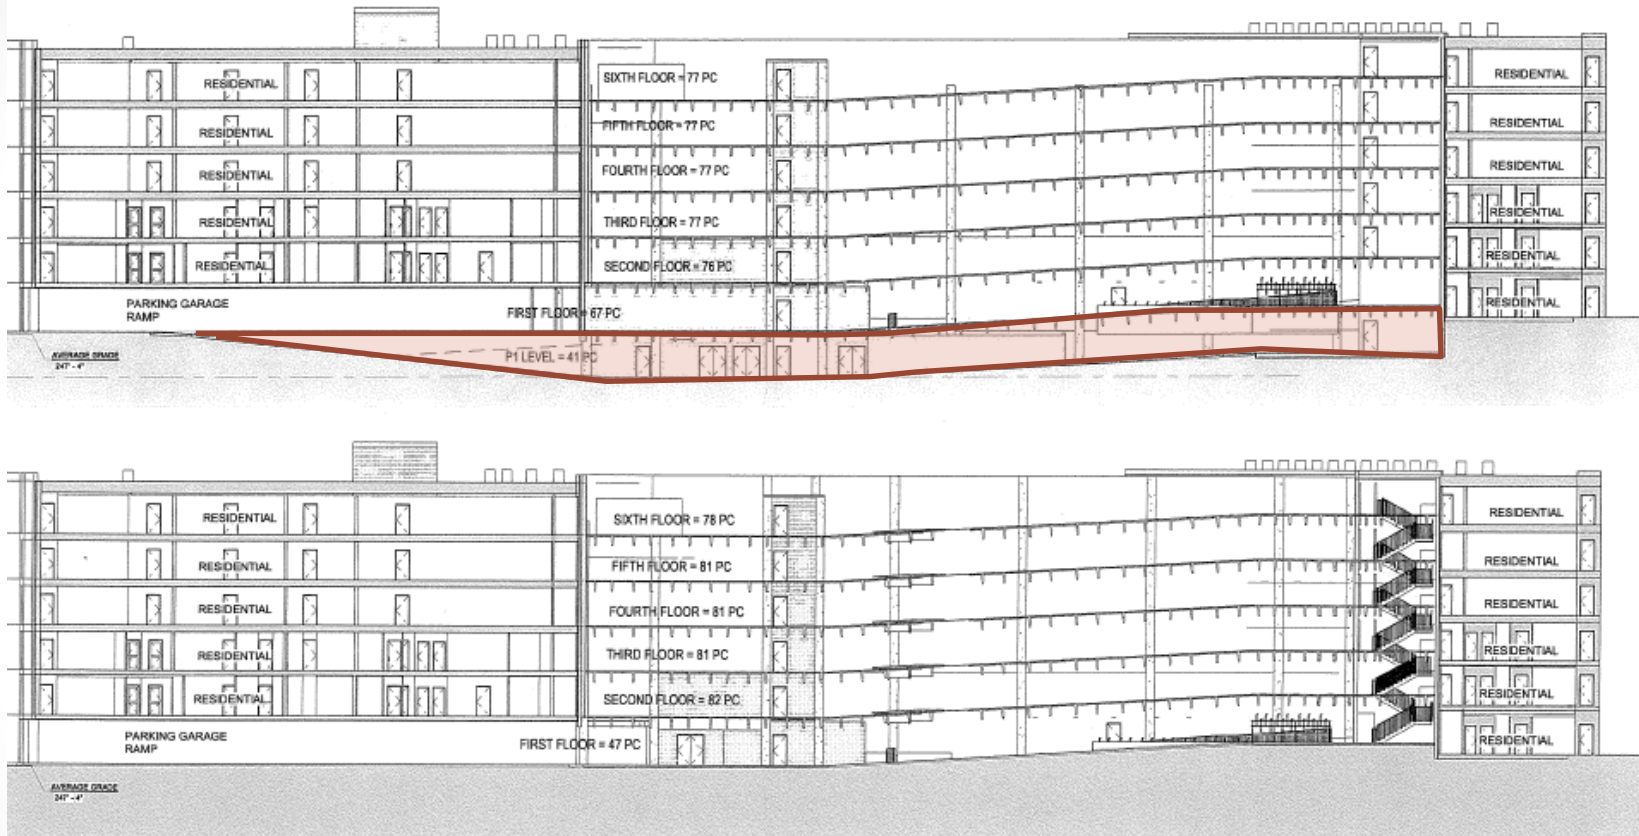 SIXTH FLOOR = 77 PC
RESIDENTIAL
RESIDENTIAL
FIFTH FLOOR = 77 PC
RESIDENTIAL
RESIDENTIAL
FOURTH FLOOR = 77 PC
RESIDENTIAL
RESIDENTIAL
THIRD FLOOR = 77 PC
RESIDENTIAL
RESIDENTIAL
SECOND FLOOR = 76 PC
RESIDENTIAL
RESIDENTIAL
PARKING GARAGE
RAMP
FIRST FLOOR = 67 PC
RESIDENTIAL
AVERAGE GRADE
247' - 4"
P1 LEVEL = 41 PC
SIXTH FLOOR = 78 PC
RESIDENTIAL
RESIDENTIAL
FIFTH FLOOR = 81 PC
RESIDENTIAL
RESIDENTIAL
FOURTH FLOOR = 81 PC
RESIDENTIAL
RESIDENTIAL
THIRD FLOOR = 81 PC
RESIDENTIAL
RESIDENTIAL
SECOND FLOOR = 82 PC
RESIDENTIAL
RESIDENTIAL
PARKING GARAGE
RAMP
FIRST FLOOR = 47 PC
RESIDENTIAL
AVERAGE GRADE
247' - 4"